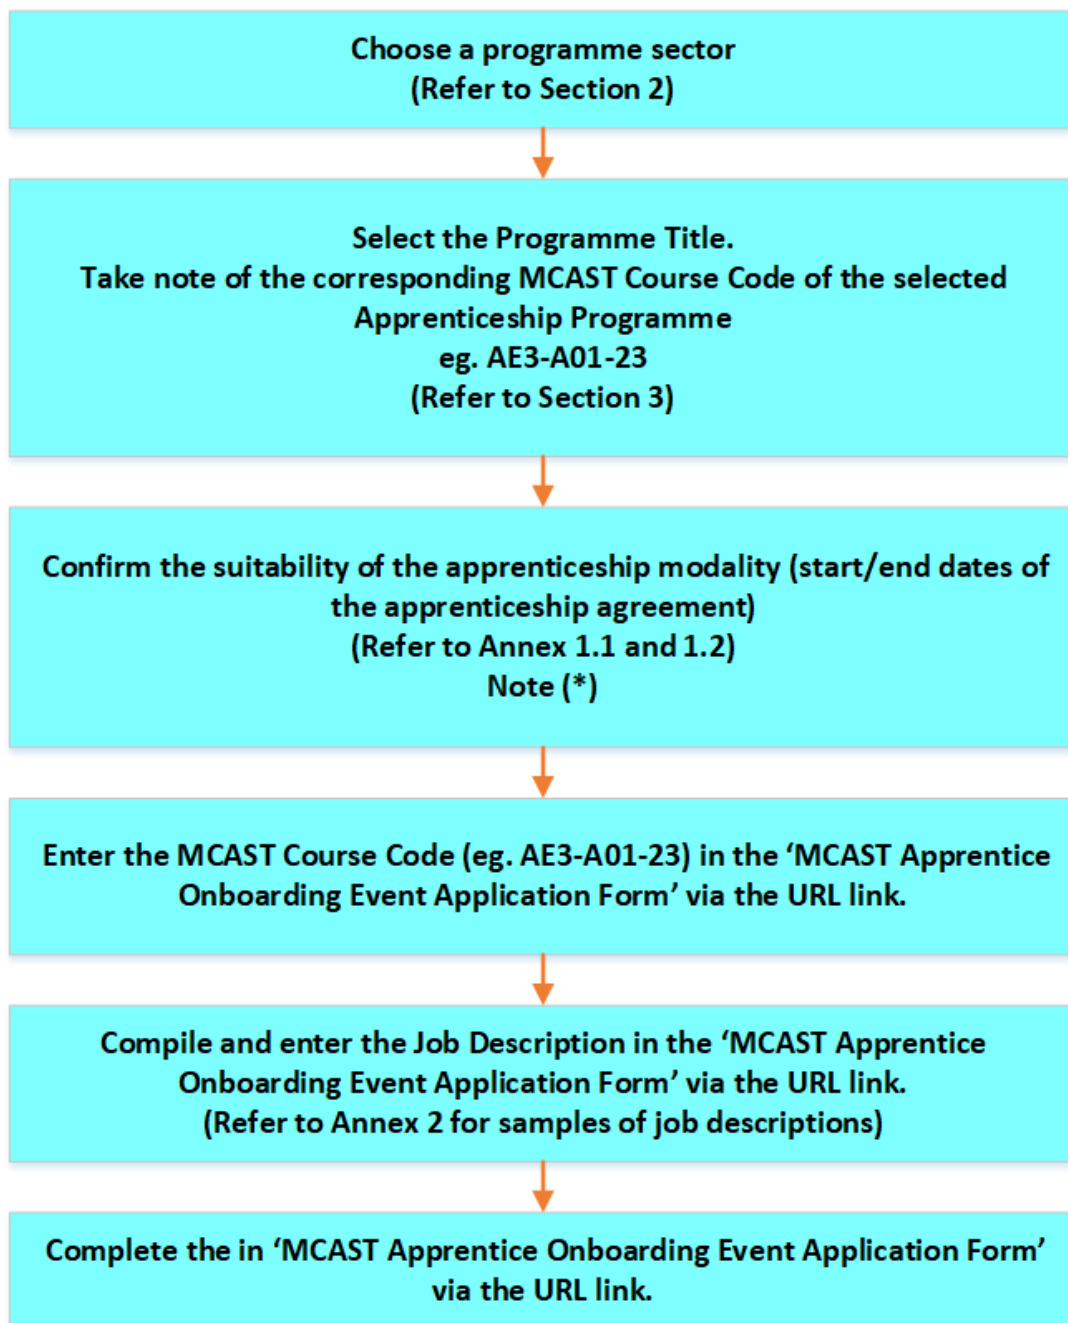 Choose a programme sector
(Refer to Section 2)
Select the Programme Title.
Take note of the corresponding MCAST Course Code of the selected
Apprenticeship Programme
eg. AE3-A01-23
(Refer to Section 3)
Confirm the suitability of the apprenticeship modality (start/end dates of
the apprenticeship agreement)
(Refer to Annex 1.1 and 1.2)
Note (*)
Enter the MCAST Course Code (eg. AE3-A01-23) in the ‘MCAST Apprentice
Onboarding Event Application Form’ via the URL link.
Compile and enter the Job Description in the ‘MCAST Apprentice
Onboarding Event Application Form’ via the URL link.
(Refer to Annex 2 for samples of job descriptions)
Complete the in ‘MCAST Apprentice Onboarding Event Application Form’
via the URL link.